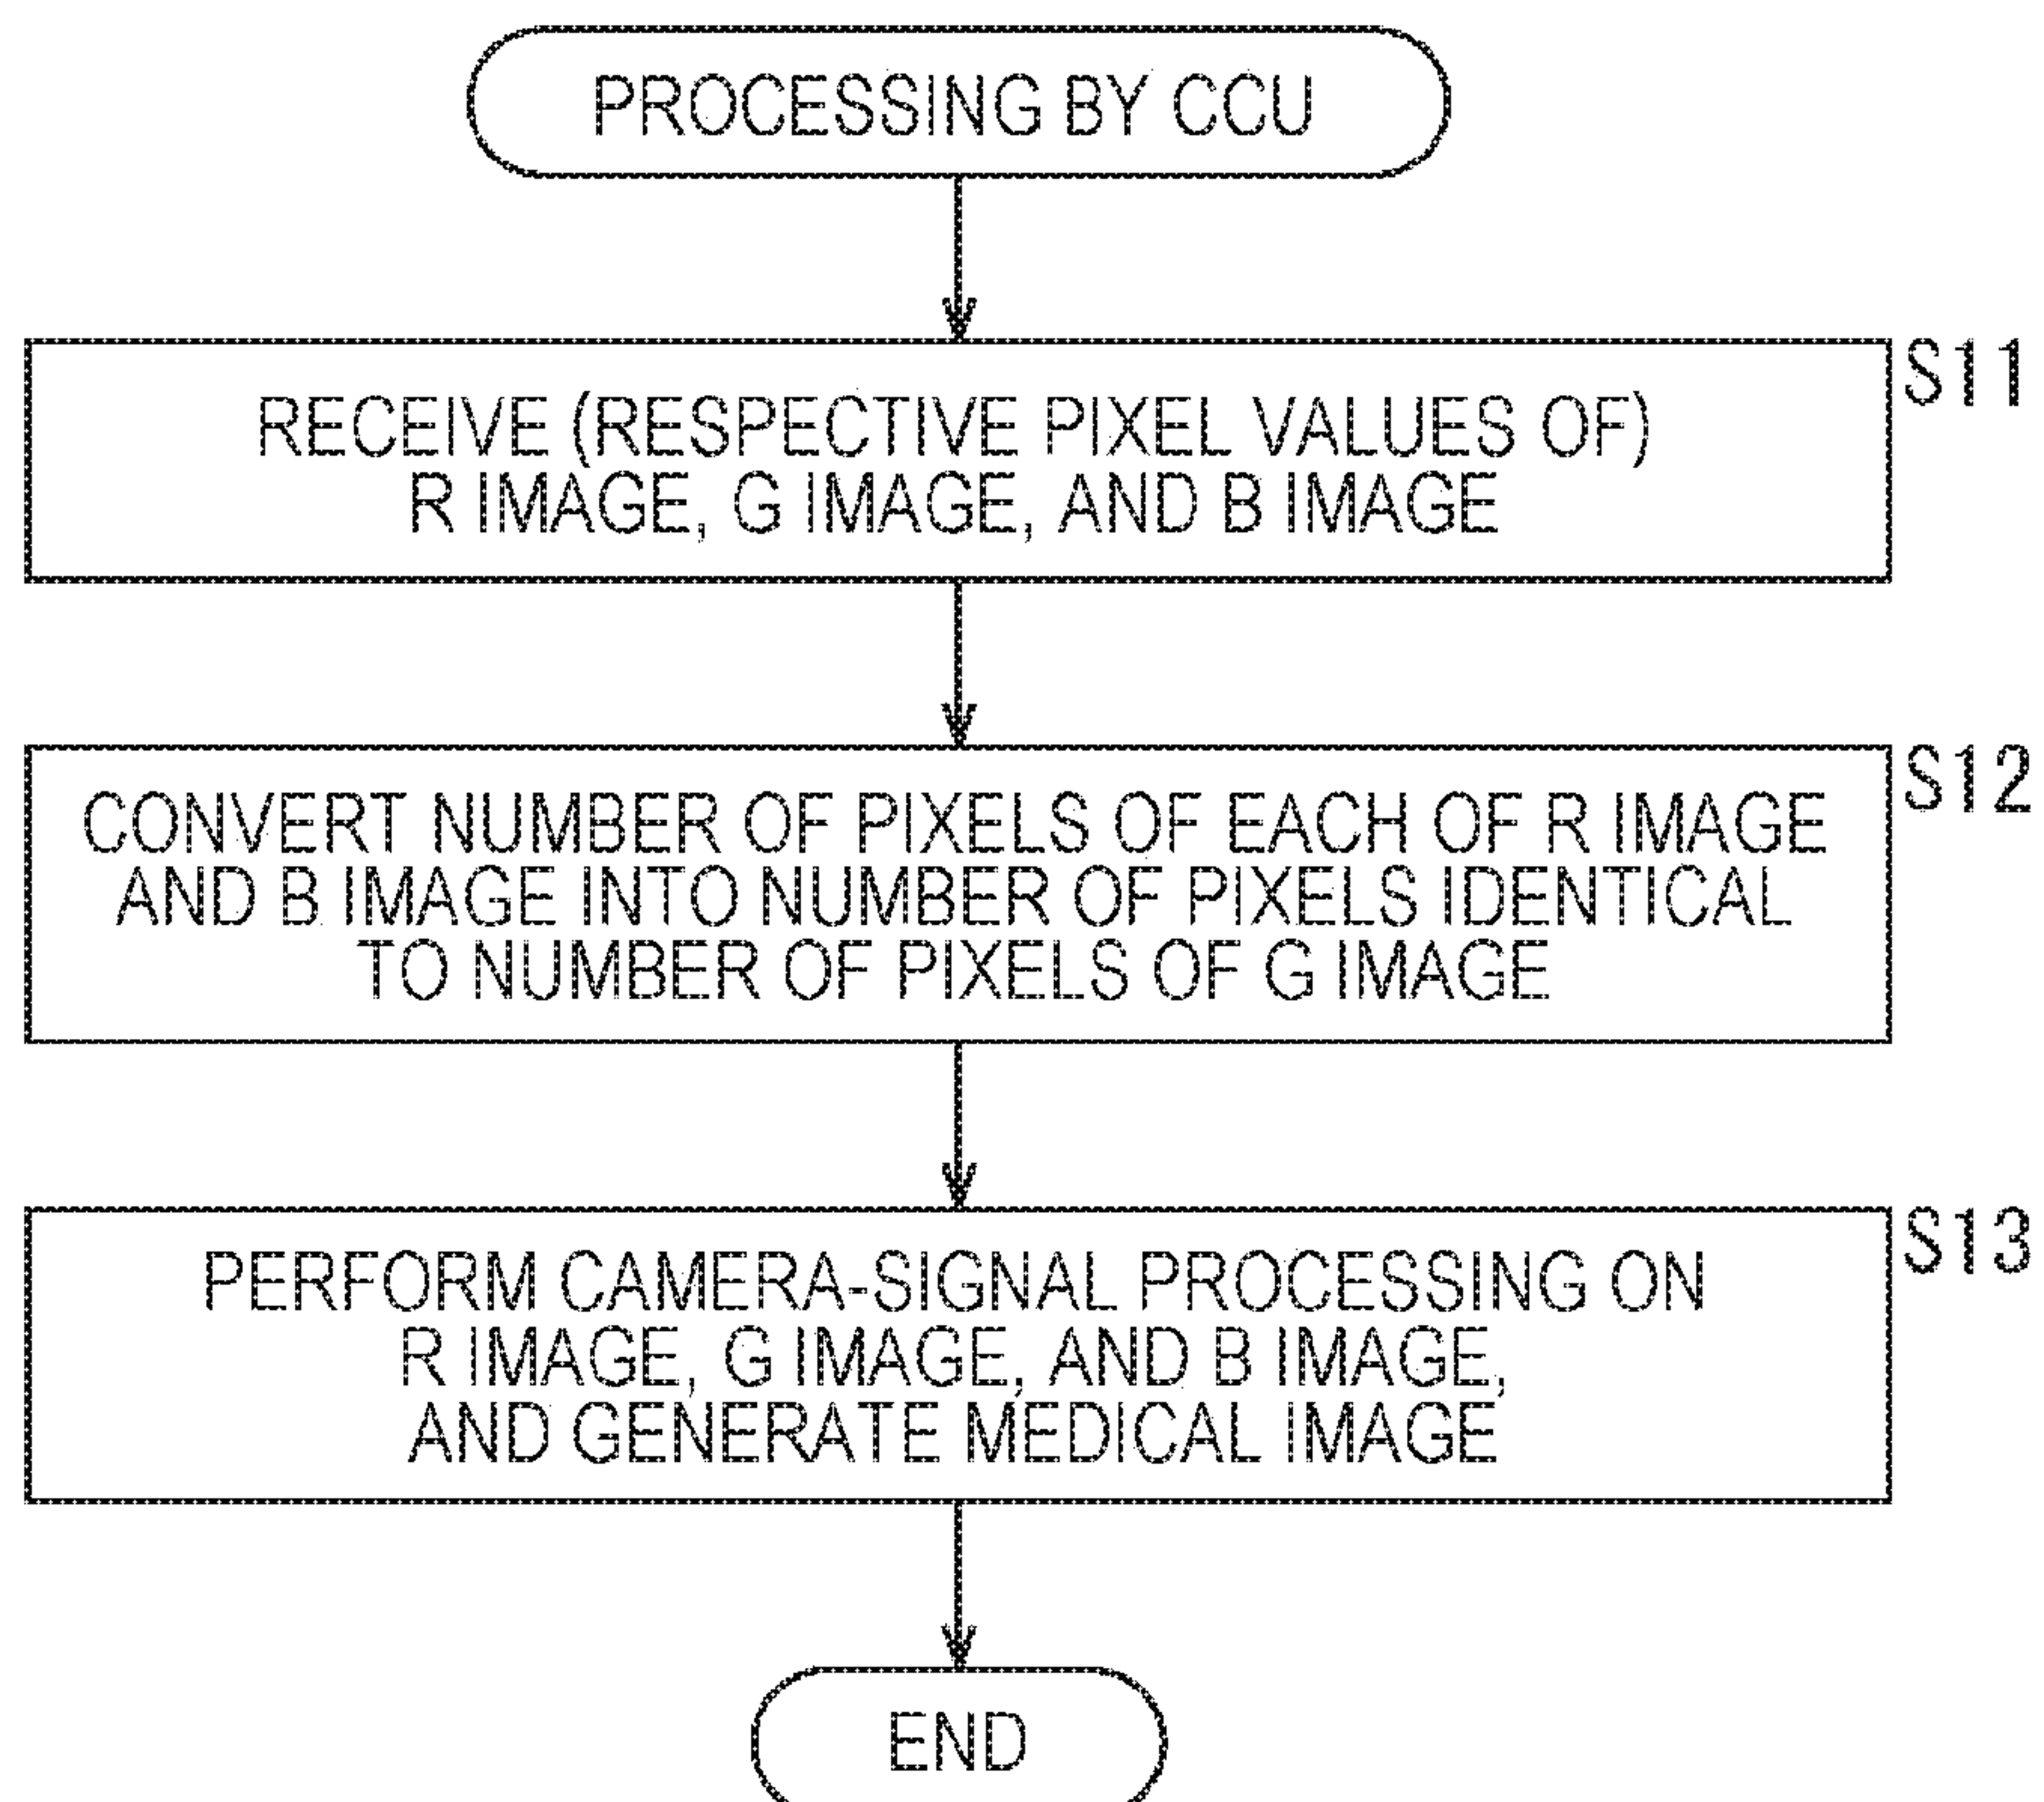 PROCESSING BY CCU
S11
RECEIVE (RESPECTIVE PIXEL VALUES OF)
R IMAGE, G IMAGE, AND B IMAGE
S12
CONVERT NUMBER OF PIXELS OF EACH OF R IMAGE
AND B IMAGE INTO NUMBER OF PIXELS IDENTICAL
TO NUMBER OF PIXELS OF G IMAGE
S13
PERFORM CAMERA-SIGNAL PROCESSING ON
R IMAGE, G IMAGE, AND B IMAGE,
AND GENERATE MEDICAL IMAGE
END